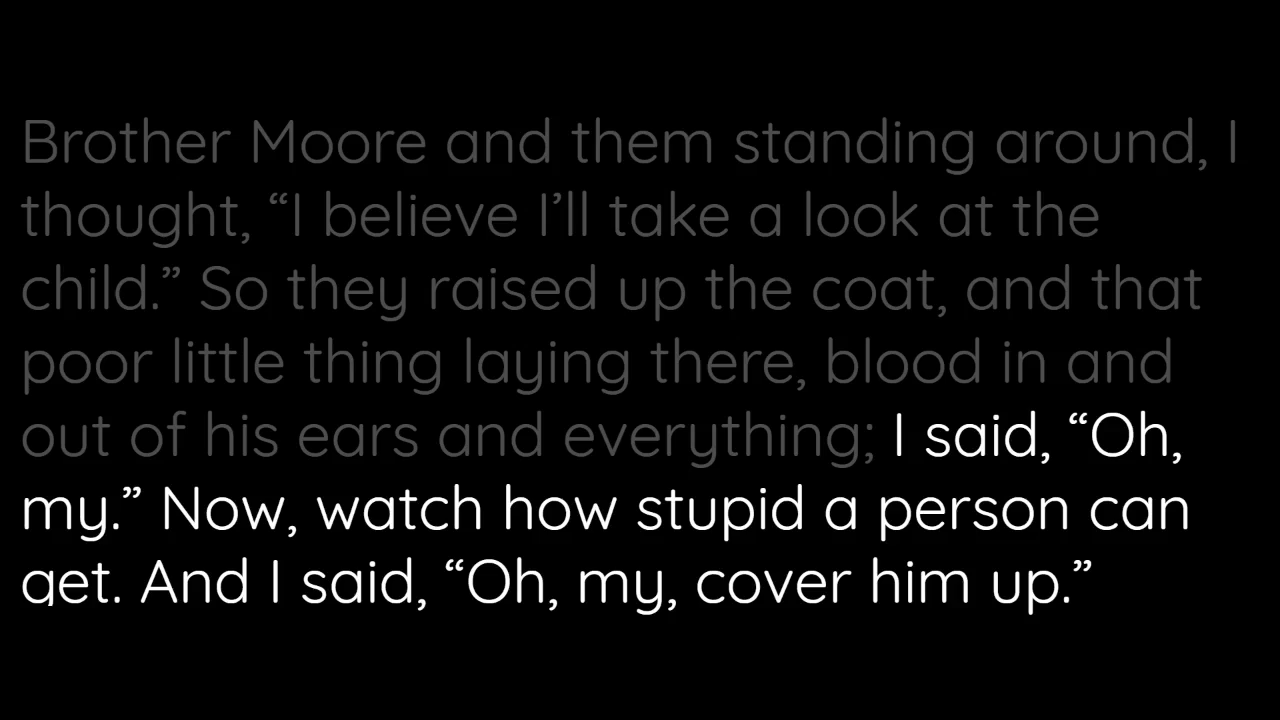 Brother Moore and them standing around, I
thought, “I believe I’ll take a look at the
child.” So they raised up the coat, and that
poor little thing laying there, blood in and
out of his ears and everything; I said, “Oh,
my.” Now, watch how stupid a person can
get. And I said, “Oh, my, cover him up.”